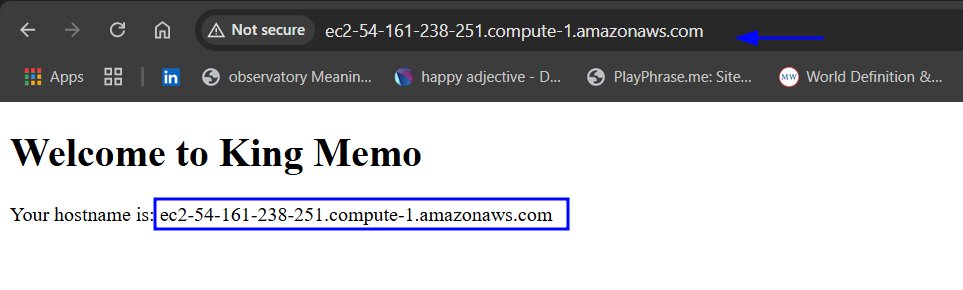 Not secure ec2-54-161-238-251.compute-1.amazonaws.com
Apps in observatory Meanin... happy adjective - D... PlayPhrase.me: Site... MW World Definition &...
Welcome to King Memo
Your hostname is: ec2-54-161-238-251.compute-1.amazonaws.com